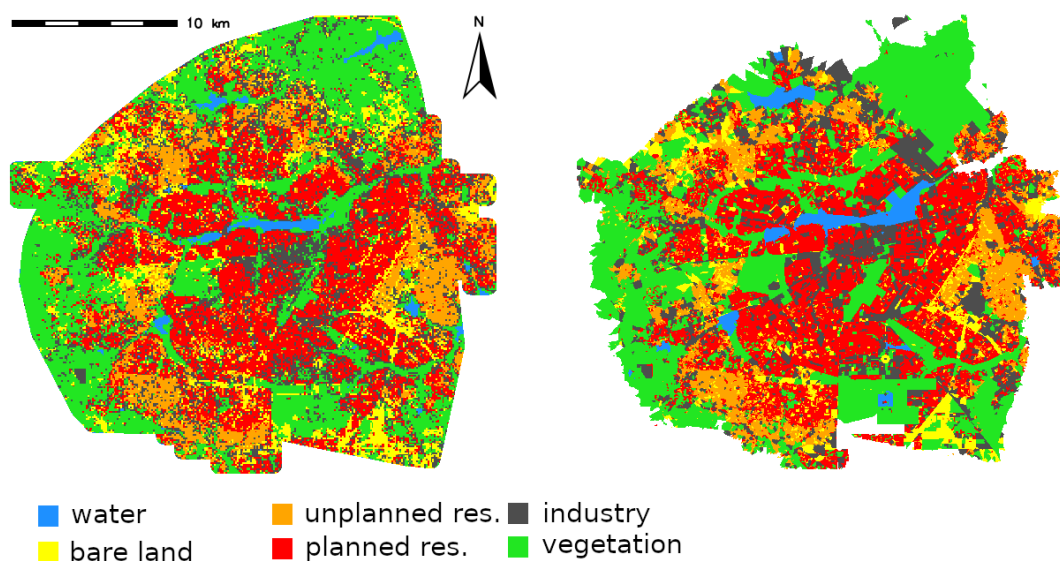 10 km
N
water
unplanned res.
industry
bare land
planned res.
vegetation